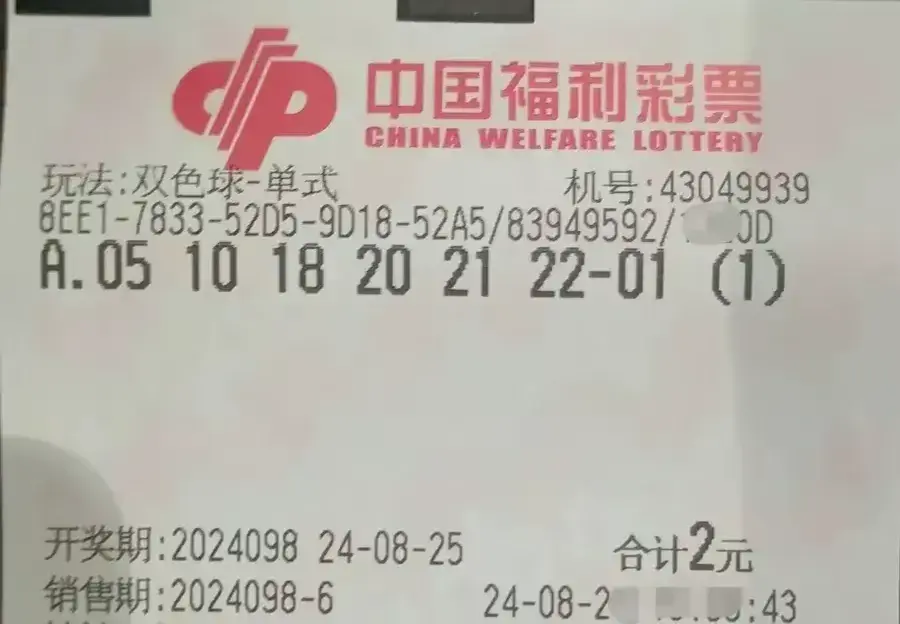 中国福利彩票
CHINA WELFARE LOTTERY
玩法:双色球-单式 机号:43049939
8EE1-7833-52D5-9D18-52A5/83949592/ 0D
A.05 10 18 20 21 22-01 (1)
开奖期:2024098 24-08-25 合计2元
销售期:2024098-6 24-08-2 :43